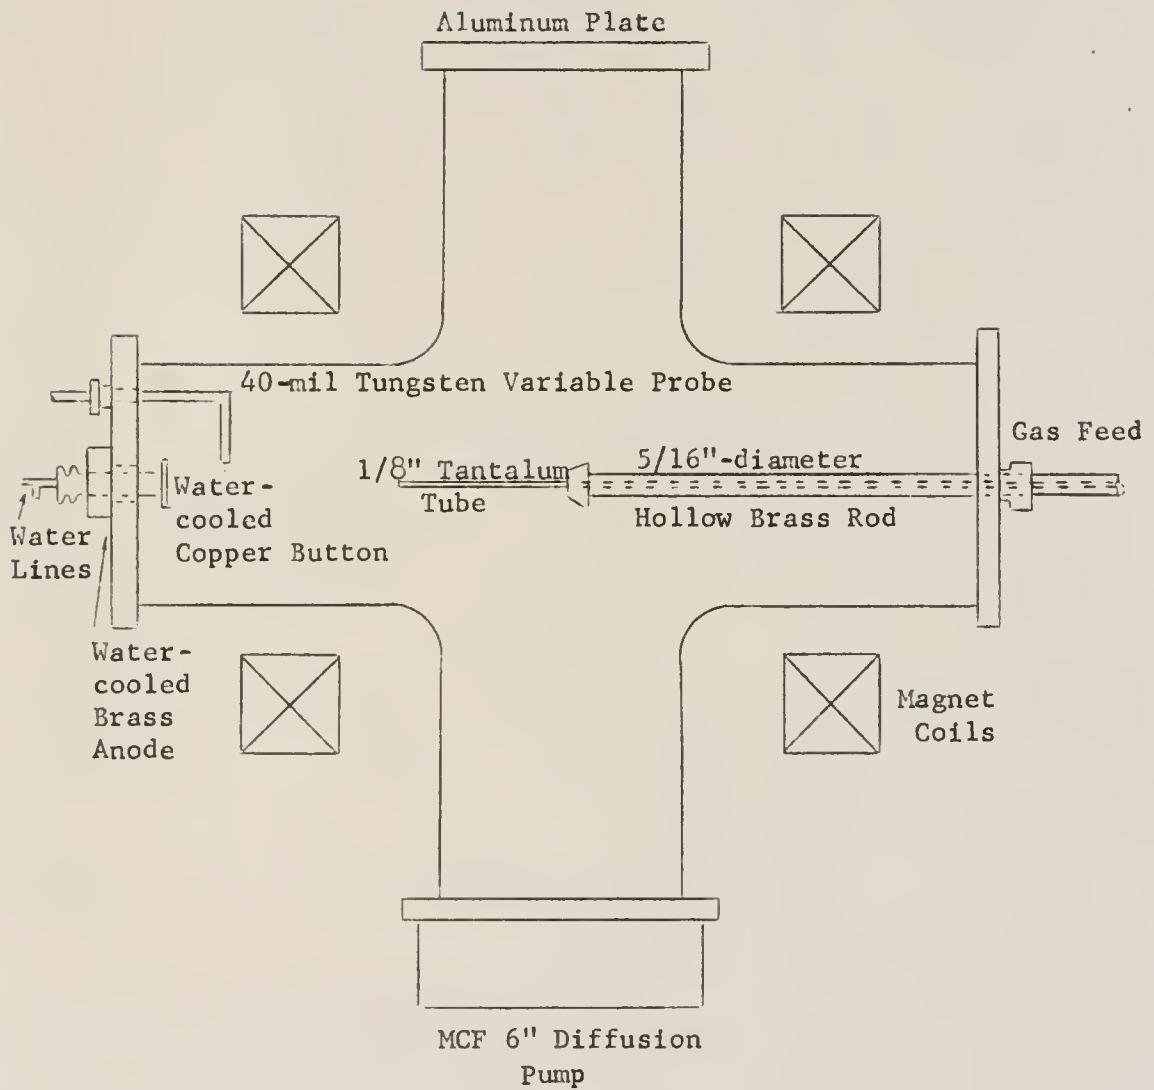 Aluminum Plate
40-mil Tungsten Variable Probe
Gas Feed
1/8" Tantalum
Tube
5/16"-diameter
Hollow Brass Rod
Water-
cooled
Copper Button
Water
Lines
Water-
cooled
Brass
Anode
Magnet
Coils
MCF 6" Diffusion
Pump